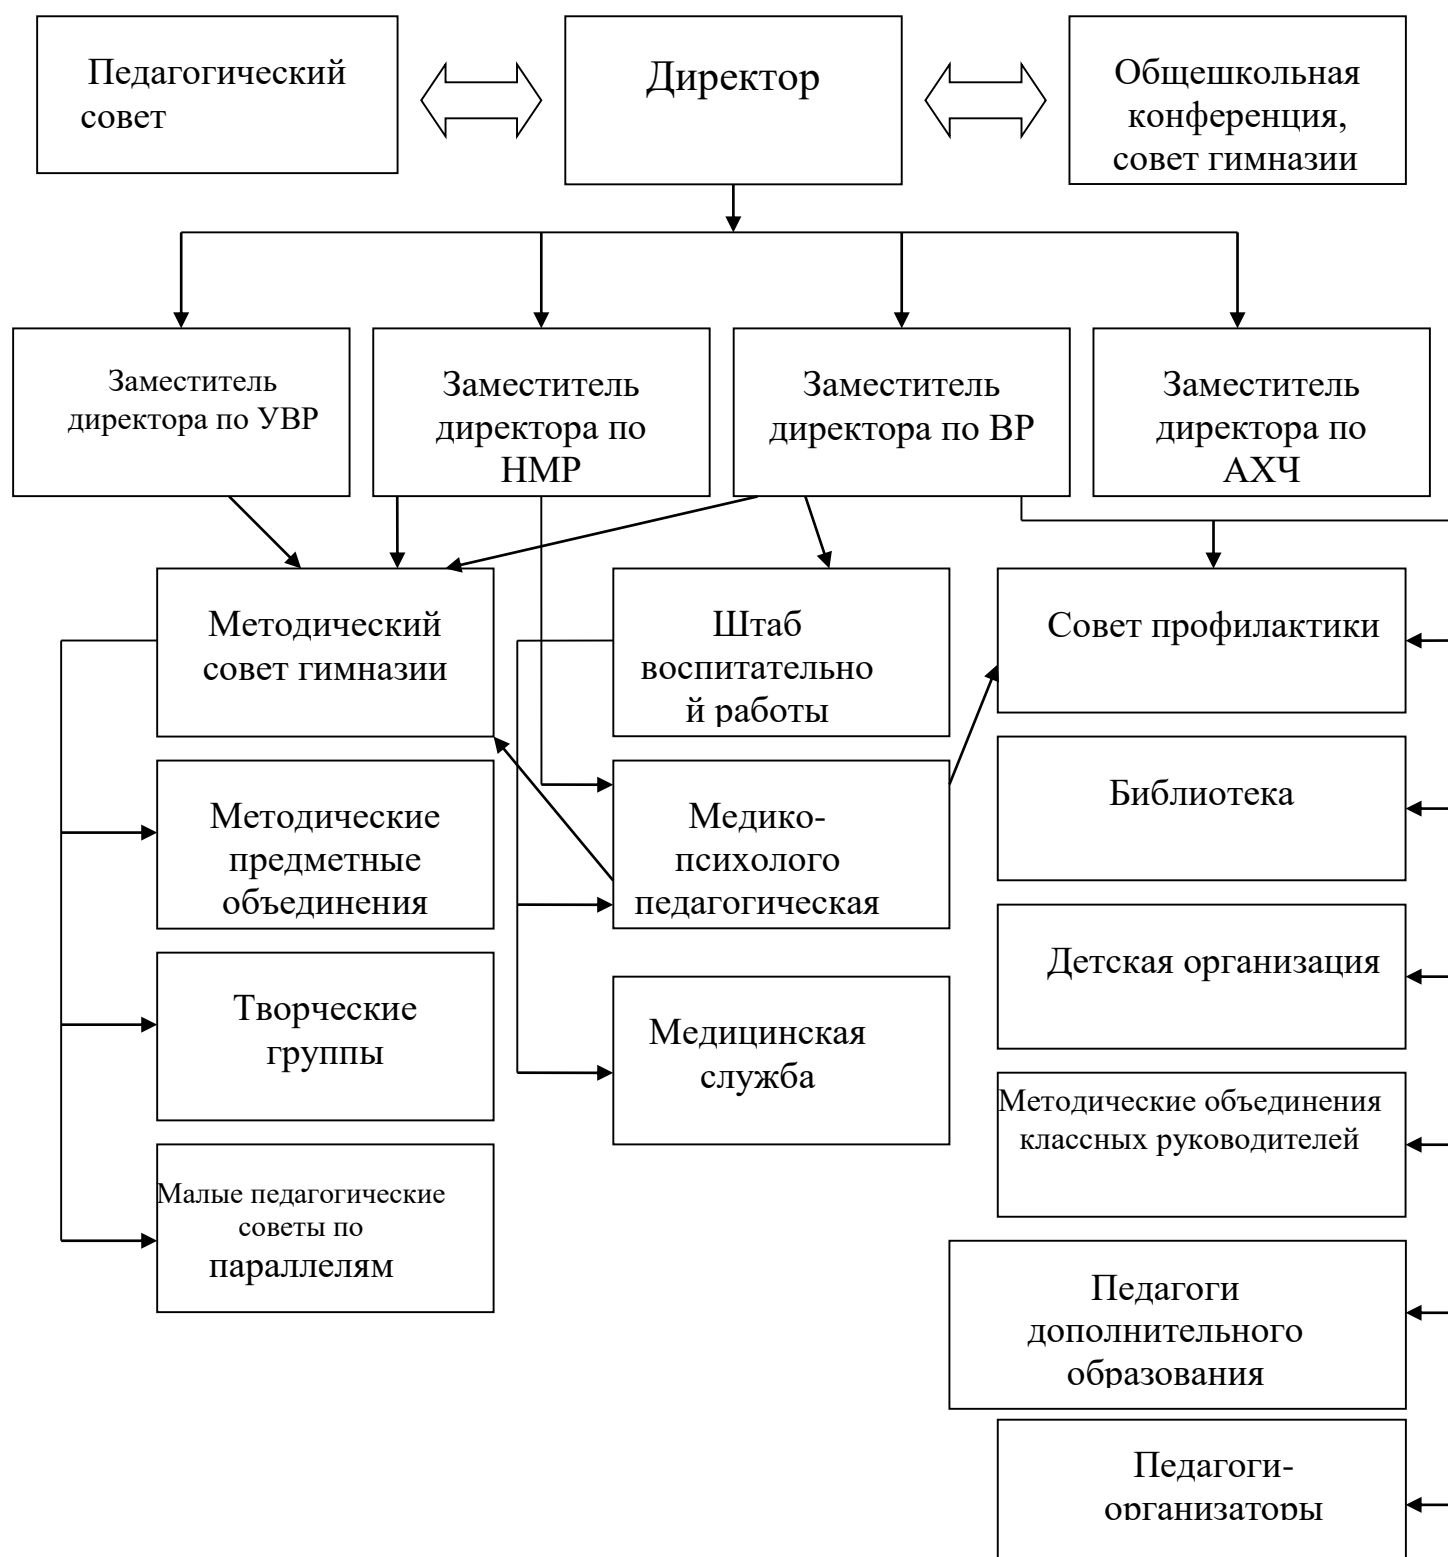 Педагогический
совет
Директор
Общешкольная
конференция,
совет гимназии
Заместитель
директора по УВР
Заместитель
директора по
НМР
Заместитель
директора по ВР
Заместитель
директора по
АХЧ
Методический
совет гимназии
Штаб
воспитательно
й работы
Совет профилактики
Методические
предметные
объединения
Медико-
психолого
педагогическая
Библиотека
Творческие
группы
Медицинская
служба
Детская организация
Малые педагогические
советы по
параллелям
Методические объединения
классных руководителей
Педагоги
дополнительного
образования
Педагоги-
организаторы